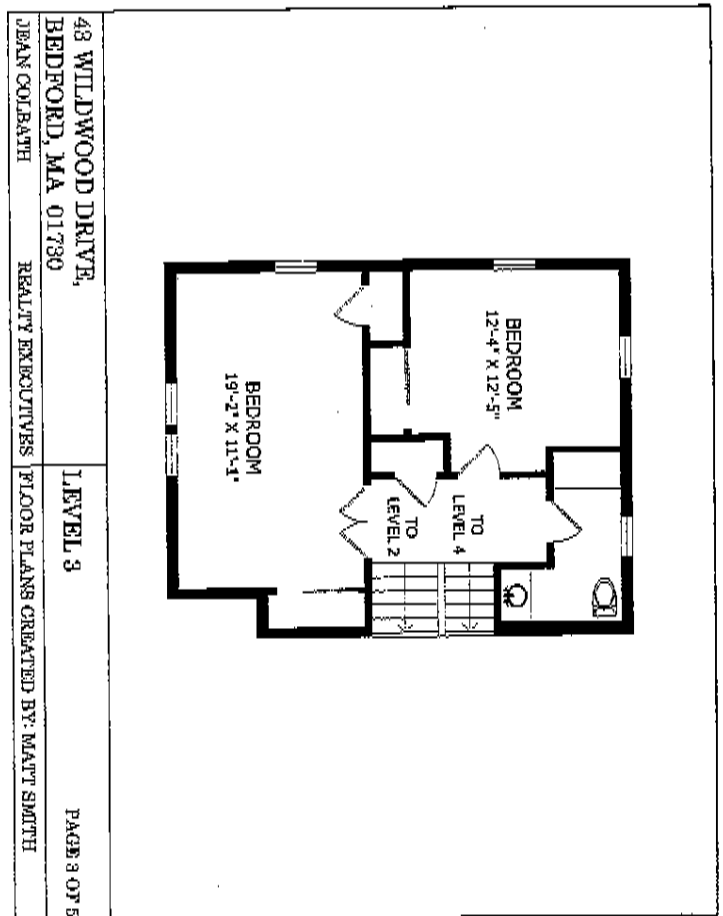 BEDROOM
12'-4" X 12'-5"
BEDROOM
19'-2" X 11'-1"
TO
LEVEL 4
TO
LEVEL 2
43 WILDWOOD DRIVE,
BEDFORD, MA 01730
LEVEL 3
PAGE 3 OF 5
JEAN COLBATH
REALTY EXECUTIVES
FLOOR PLANS CREATED BY: MATT SMITH